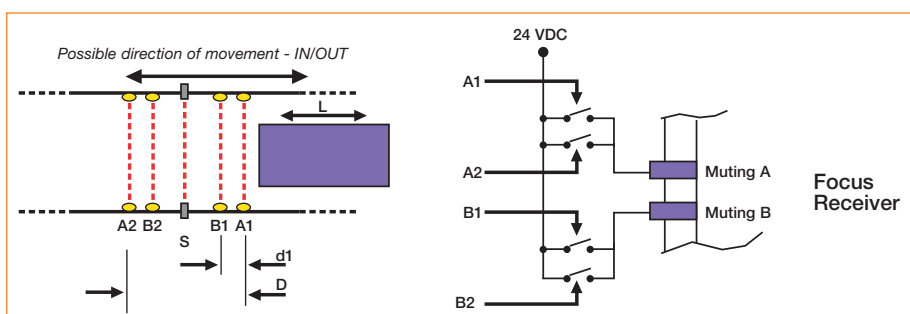 Possible direction of movement - IN/OUT
L
A2 B2 S B1 A1
d1
D
24 VDC
A1
A2
B1
B2
Muting A
Muting B
Focus
Receiver